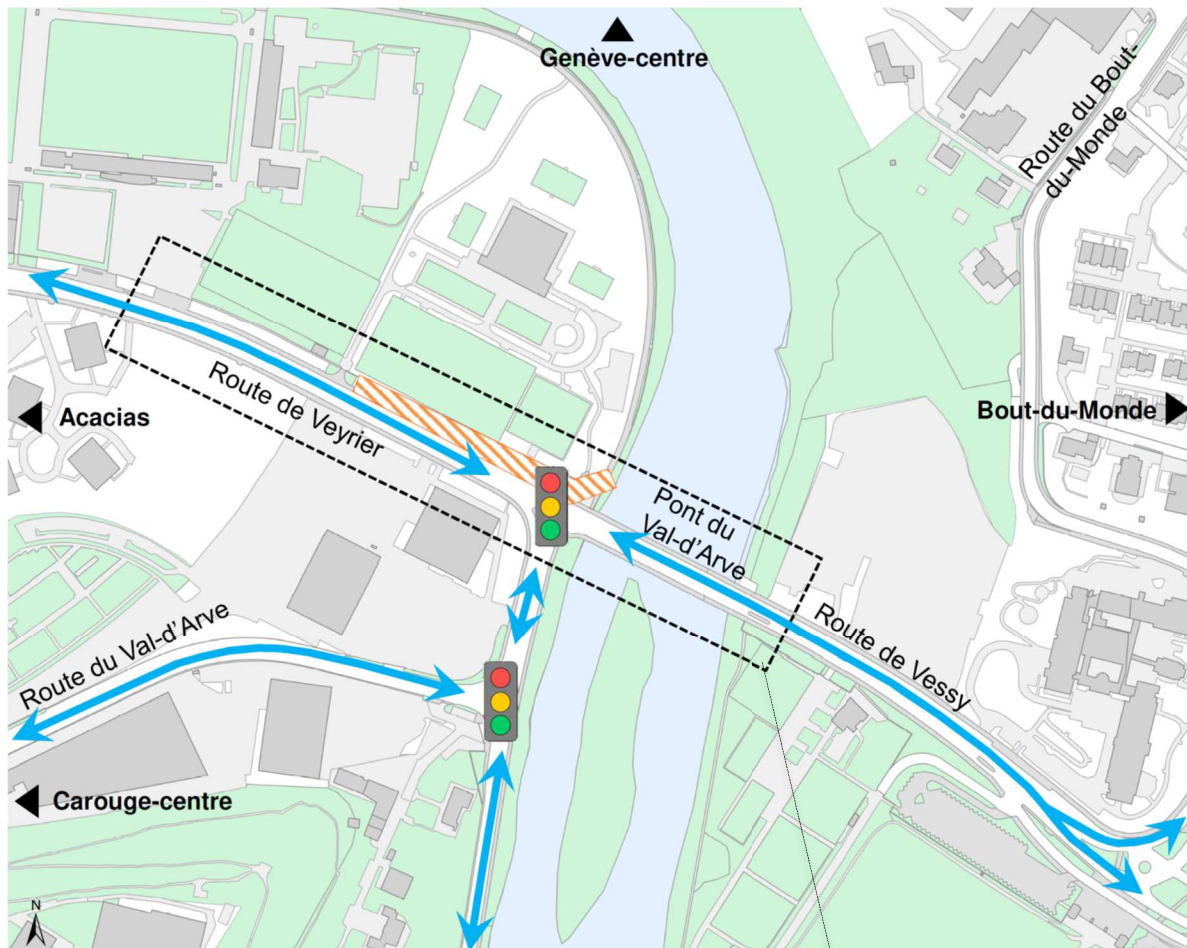 Genève-centre
Route du Bout-
du-Monde
Route de Veyrier
Acacias
Bout-du-Monde
Pont du
Val-d'Arve
Route du Val-d'Arve
Route de Vessy
Carouge-centre
N